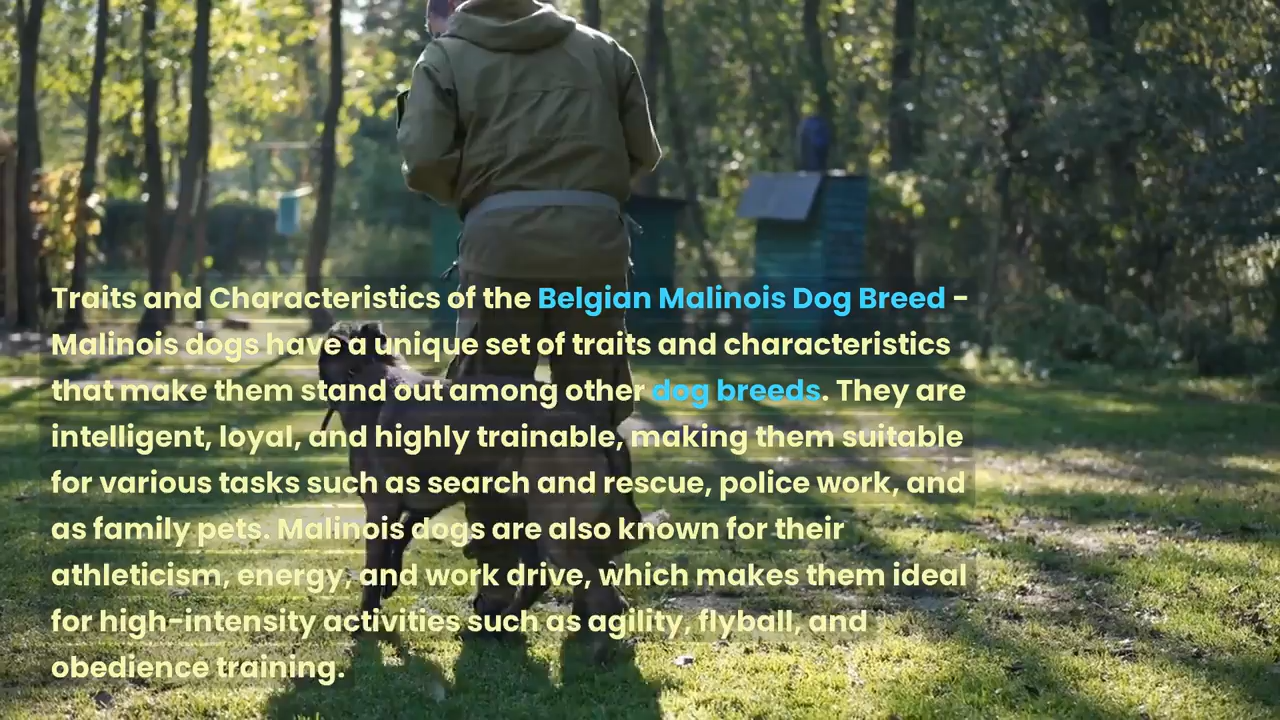 Traits and Characteristics of the Belgian Malinois Dog Breed -
Malinois dogs have a unique set of traits and characteristics
that make them stand out among other dog breeds. They are
intelligent, loyal, and highly trainable, making them suitable
for various tasks such as search and rescue, police work, and
as family pets. Malinois dogs are also known for their
athleticism, energy, and work drive, which makes them ideal
for high-intensity activities such as agility, flyball, and
obedience training.